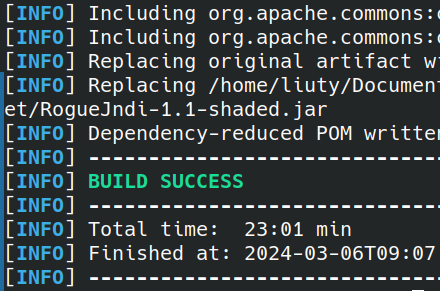 [INFO] Including org.apache.commons:
[INFO] Including org.apache.commons:
[INFO] Replacing original artifact
[INFO] Replacing /home/liuty/Document
et/RogueJndi-1.1-shaded.jar
[INFO] Dependency-reduced POM written
[INFO] ------------------------------
[INFO] BUILD SUCCESS
[INFO] ------------------------------
[INFO] Total time:  23:01 min
[INFO] Finished at: 2024-03-06T09:07
[INFO] ------------------------------